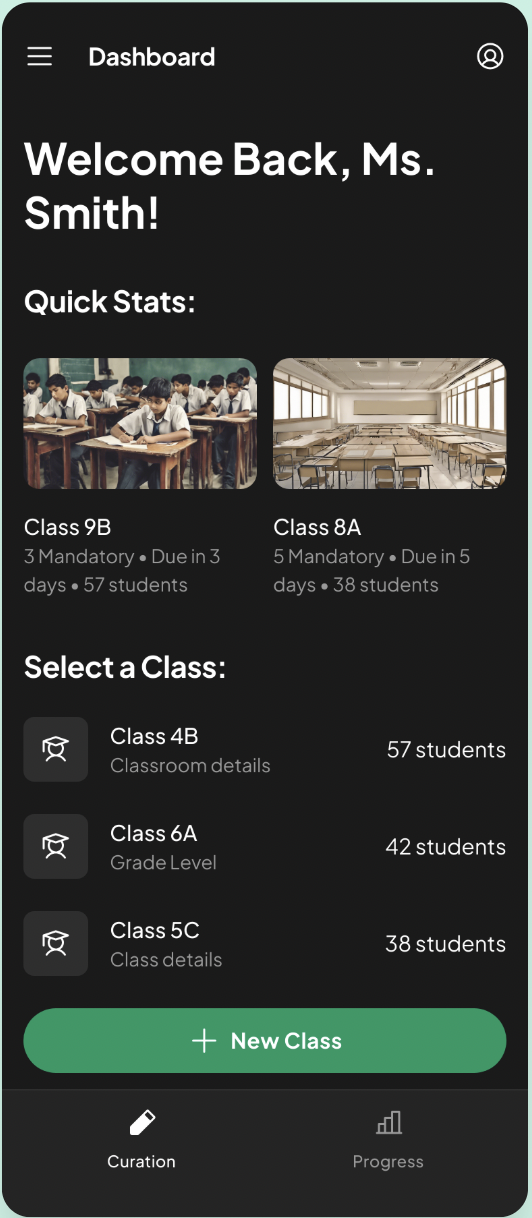 Dashboard
Welcome Back, Ms.
Smith!
Quick Stats:
Class 9B
3 Mandatory • Due in 3
days • 57 students
Class 8A
5 Mandatory • Due in 5
days • 38 students
Select a Class:
Class 4B
Classroom details
57 students
Class 6A
Grade Level
42 students
Class 5C
Class details
38 students
New Class
Curation
Progress